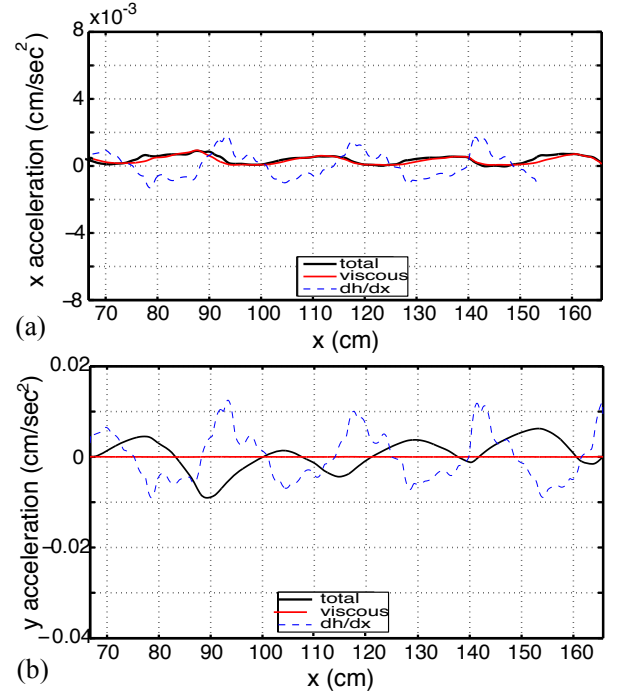 ×10⁻³
8
4
0
−4
−8
x acceleration (cm/sec²)
total
viscous
dh/dx
70 80 90 100 110 120 130 140 150 160
x (cm)
(a)
0.02
0
−0.02
−0.04
y acceleration (cm/sec²)
total
viscous
dh/dx
70 80 90 100 110 120 130 140 150 160
x (cm)
(b)